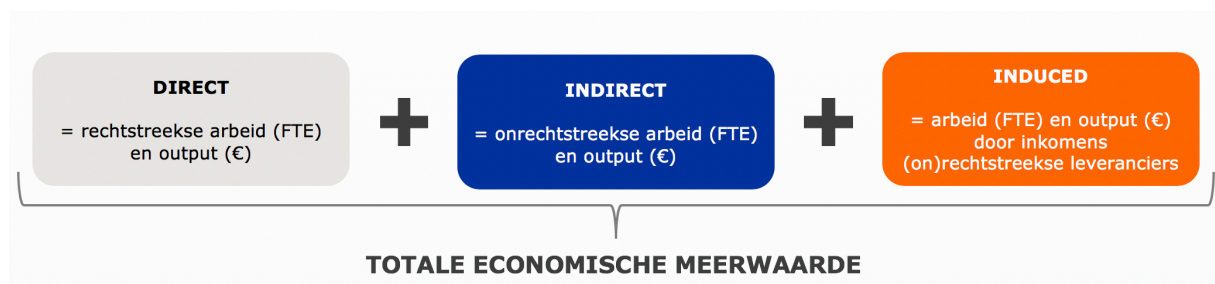 DIRECT
= rechtstreekse arbeid (FTE)
en output (€)
+
INDIRECT
= onrechtstreekse arbeid (FTE)
en output (€)
+
INDUCED
= arbeid (FTE) en output (€)
door inkomens
(on)rechtstreekse leveranciers
TOTALE ECONOMISCHE MEERWAARDE